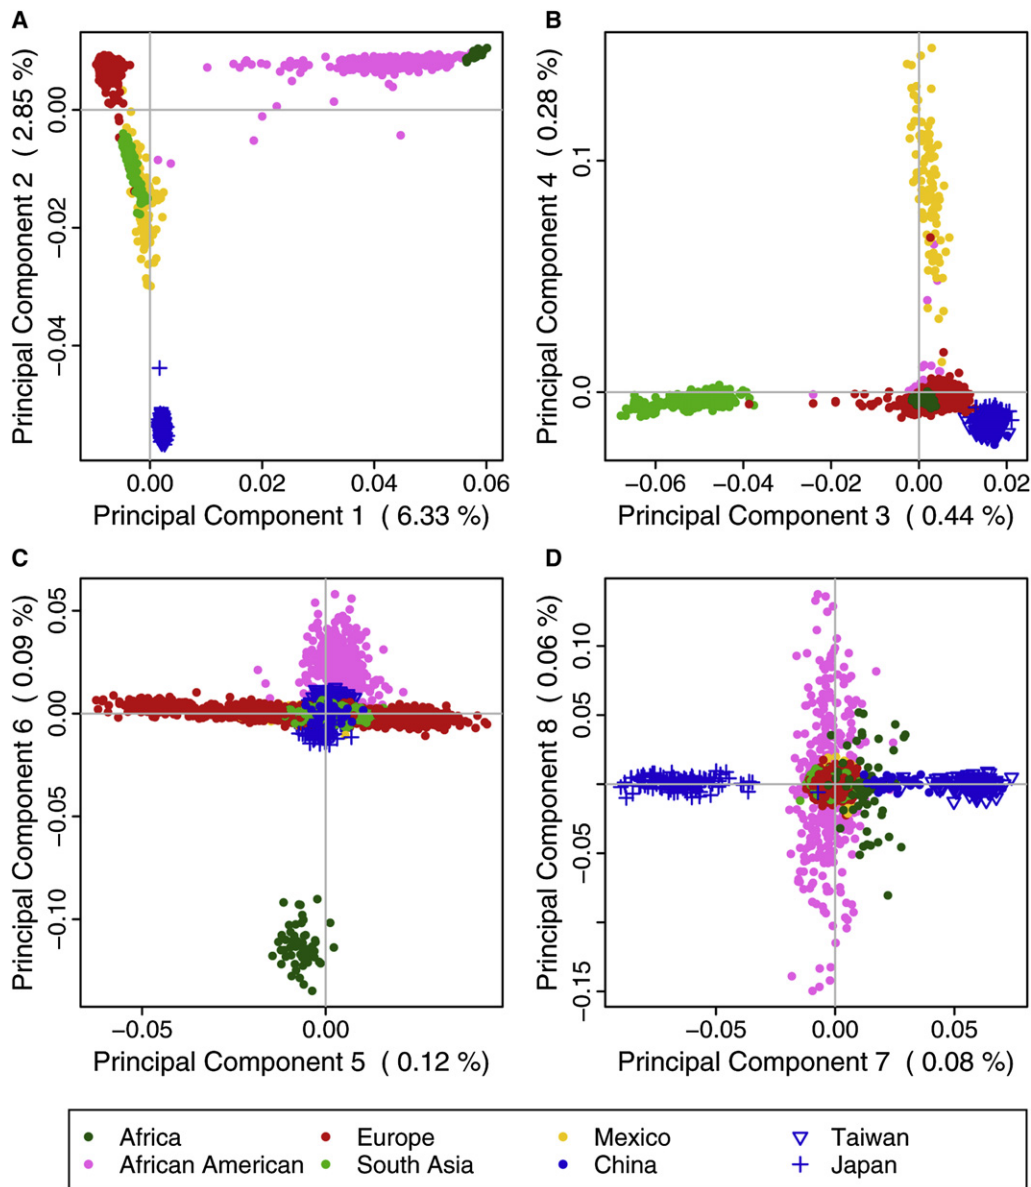 A
Principal Component 2 ( 2.85 %)
0.00
−0.02
−0.04
0.00
0.02
0.04
0.06
Principal Component 1 ( 6.33 %)
B
Principal Component 4 ( 0.28 %)
0.1
0.0
−0.06
−0.04
−0.02
0.00
0.02
Principal Component 3 ( 0.44 %)
C
Principal Component 6 ( 0.09 %)
0.05
0.00
−0.05
−0.10
−0.05
0.00
Principal Component 5 ( 0.12 %)
D
Principal Component 8 ( 0.06 %)
0.10
0.05
0.00
−0.05
−0.15
−0.05
0.00
0.05
Principal Component 7 ( 0.08 %)
Africa
Europe
Mexico
Taiwan
African American
South Asia
China
Japan